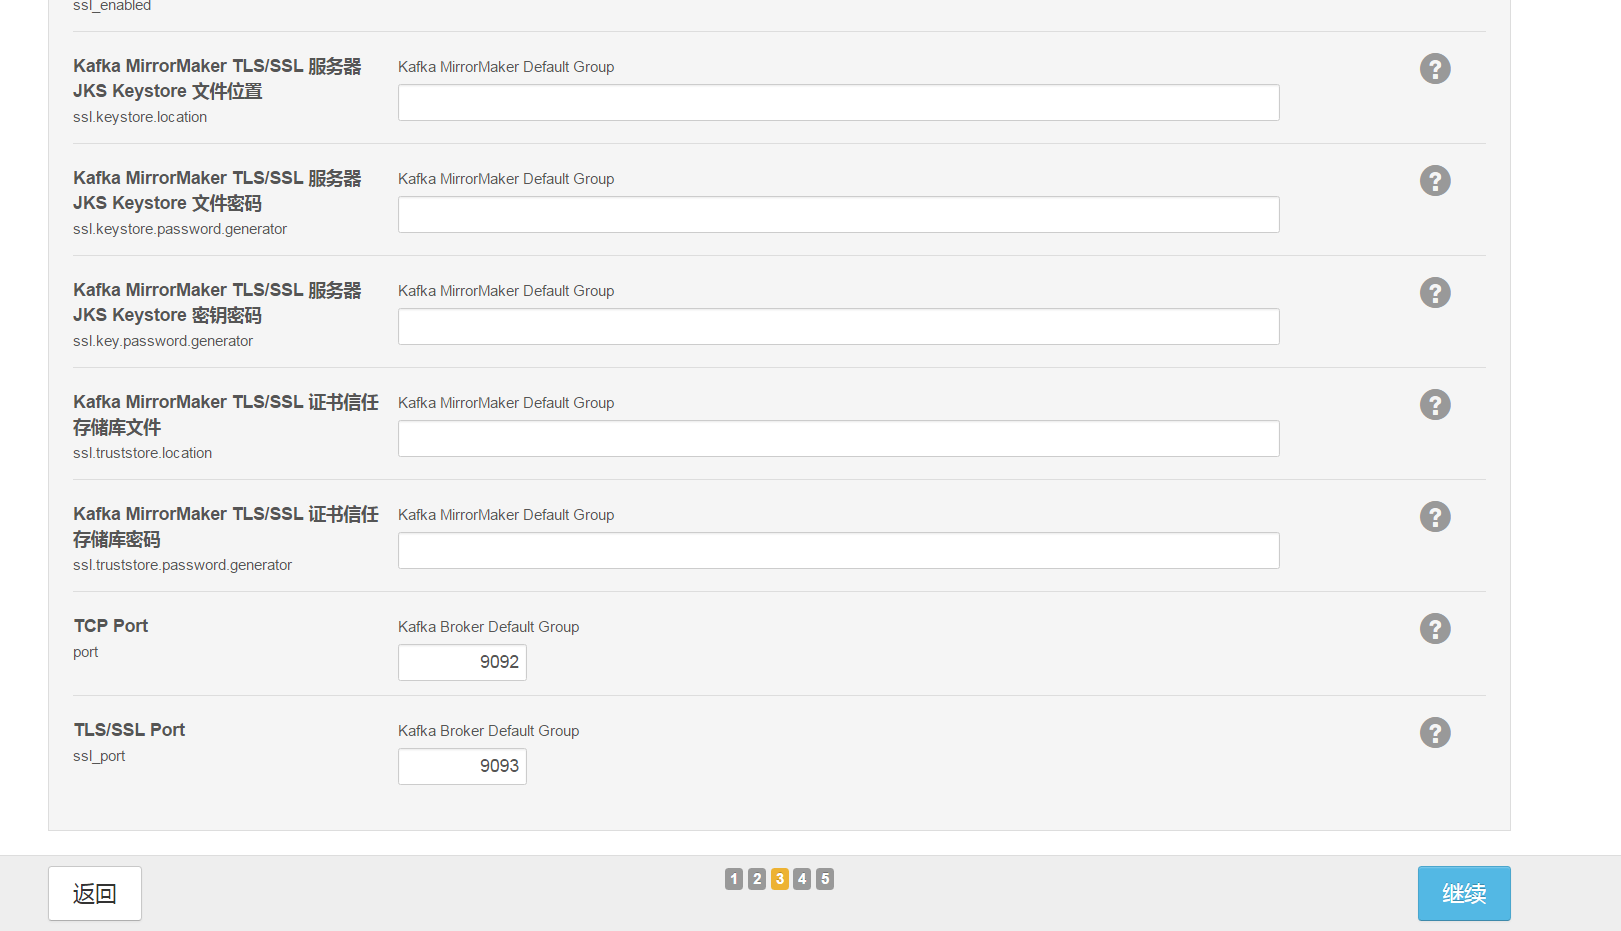 ssl_enabled
Kafka MirrorMaker TLS/SSL 服务器
JKS Keystore 文件位置
ssl.keystore.location
Kafka MirrorMaker Default Group
?
Kafka MirrorMaker TLS/SSL 服务器
JKS Keystore 文件密码
ssl.keystore.password.generator
Kafka MirrorMaker Default Group
?
Kafka MirrorMaker TLS/SSL 服务器
JKS Keystore 密钥密码
ssl.key.password.generator
Kafka MirrorMaker Default Group
?
Kafka MirrorMaker TLS/SSL 证书信任
存储库文件
ssl.truststore.location
Kafka MirrorMaker Default Group
?
Kafka MirrorMaker TLS/SSL 证书信任
存储库密码
ssl.truststore.password.generator
Kafka MirrorMaker Default Group
?
TCP Port
port
Kafka Broker Default Group
9092
?
TLS/SSL Port
ssl_port
Kafka Broker Default Group
9093
?
返回
1 2 3 4 5
继续